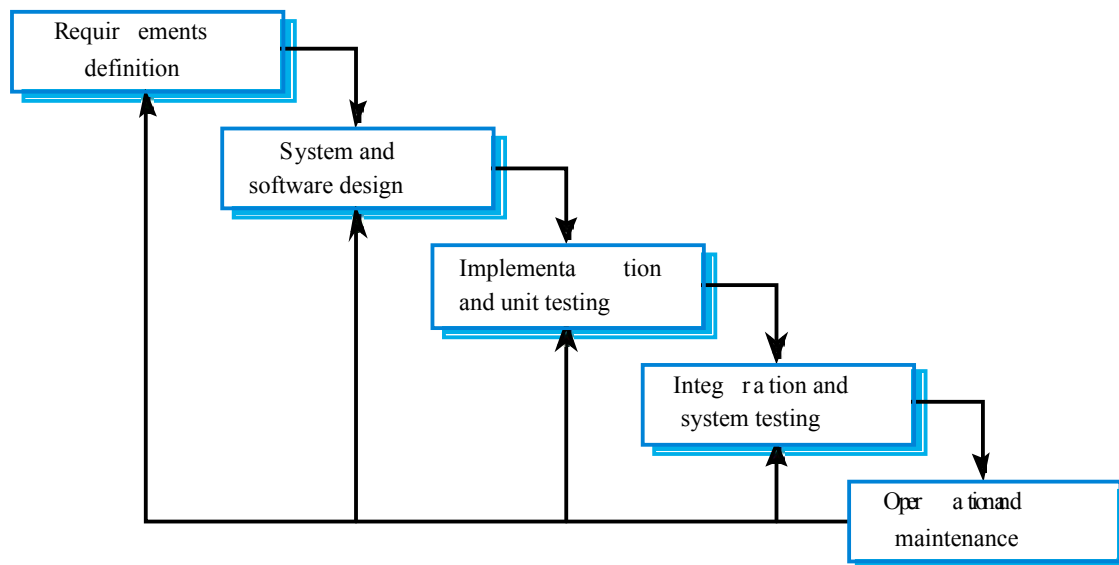 Requir ements
definition
System and
software design
Implementa tion
and unit testing
Integ ra tion and
system testing
Oper a tionand
maintenance